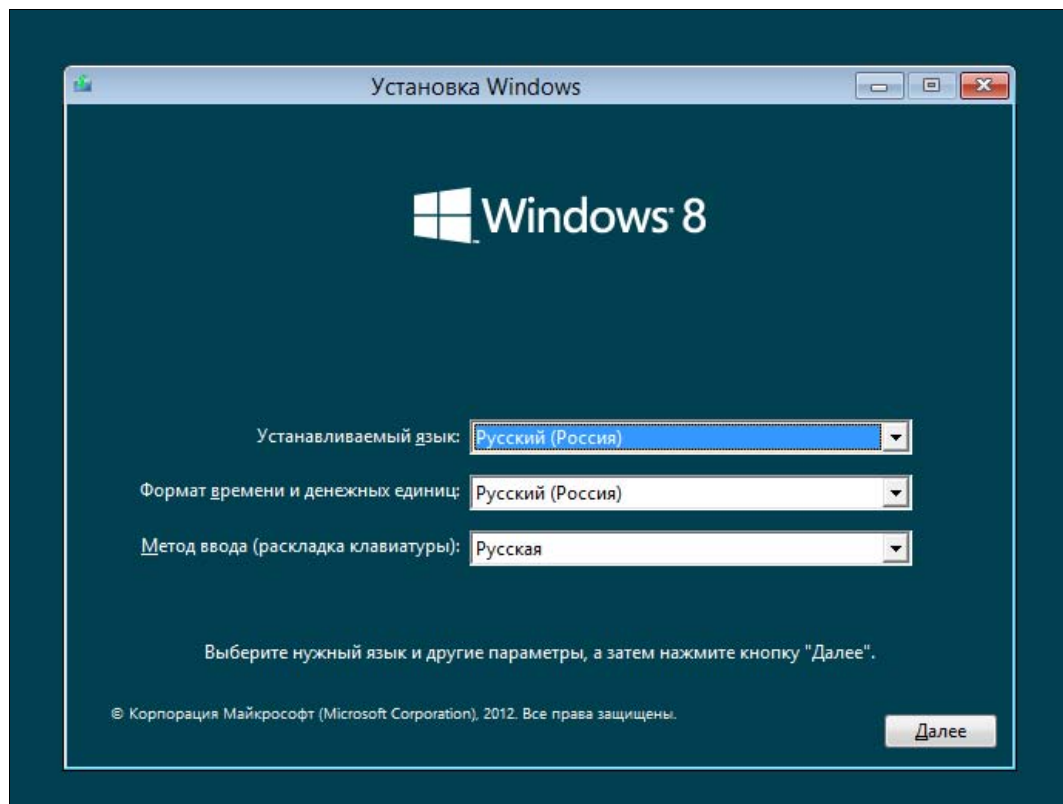 Установка Windows
Windows 8
Устанавливаемый язык: Русский (Россия)
Формат времени и денежных единиц: Русский (Россия)
Метод ввода (раскладка клавиатуры): Русская
Выберите нужный язык и другие параметры, а затем нажмите кнопку "Далее".
© Корпорация Майкрософт (Microsoft Corporation), 2012. Все права защищены.
Далее